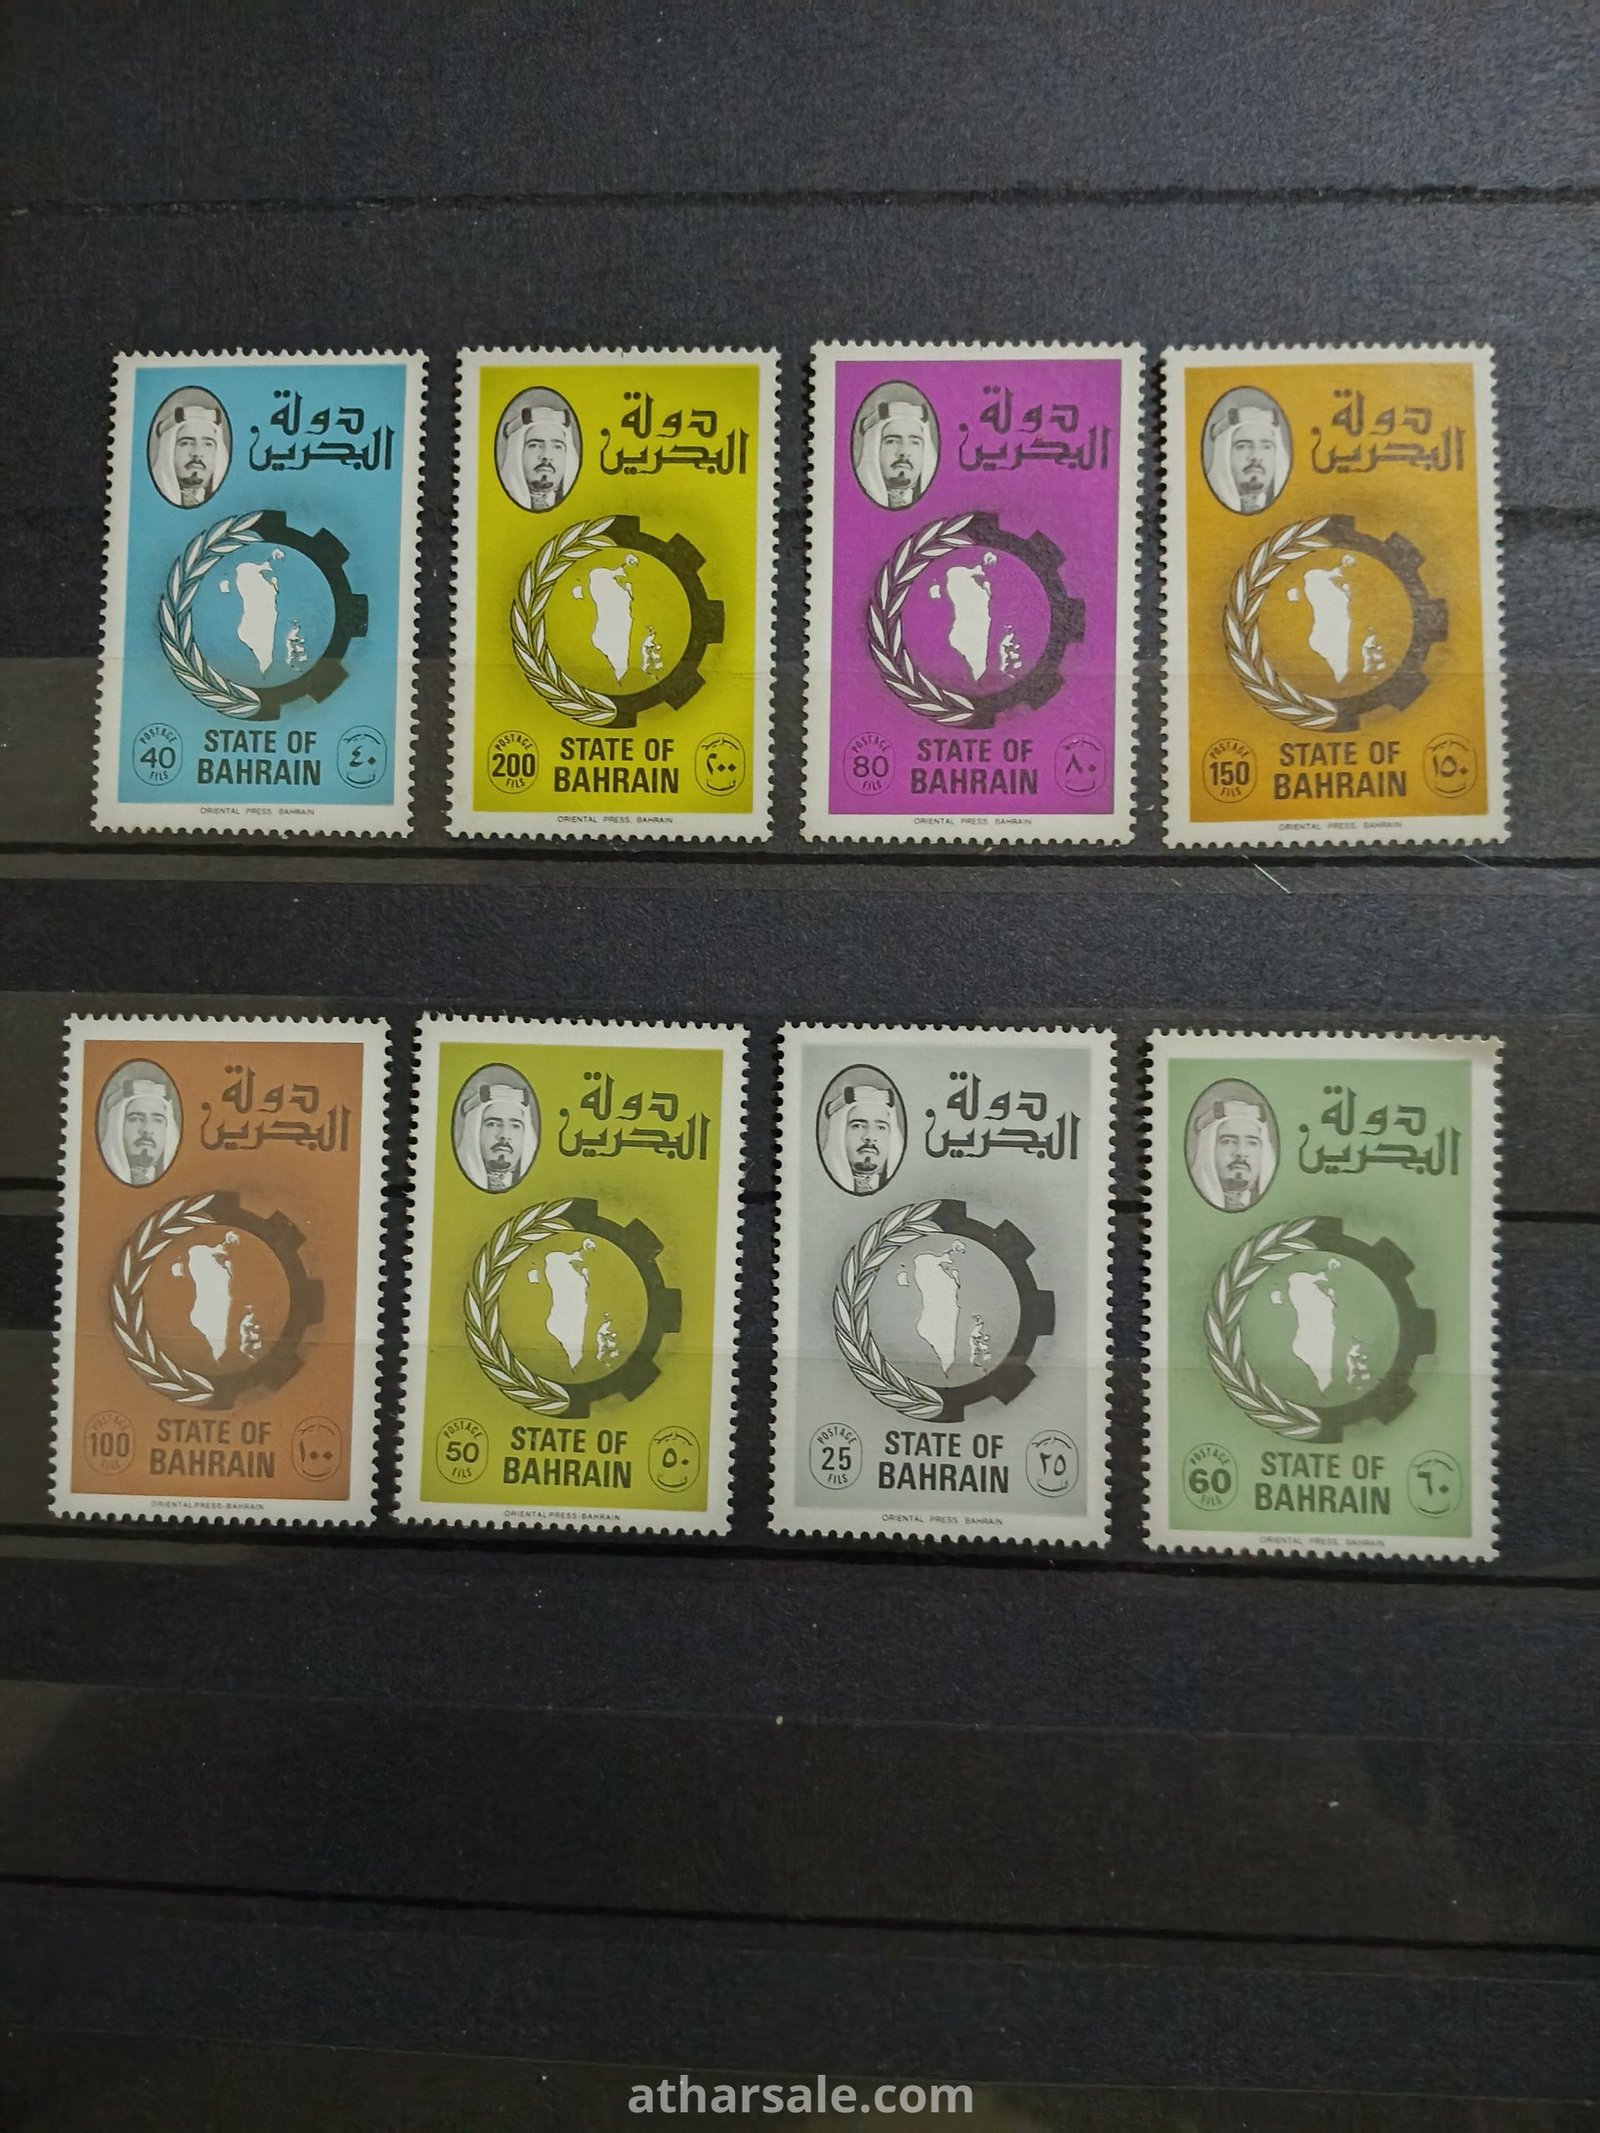 دولة
البحرين
POSTAGE
40
FILS
STATE OF
BAHRAIN
٤٠
ORIENTAL PRESS. BAHRAIN
دولة
البحرين
POSTAGE
200
FILS
STATE OF
BAHRAIN
٢٠٠
ORIENTAL PRESS. BAHRAIN
دولة
البحرين
POSTAGE
80
FILS
STATE OF
BAHRAIN
٨٠
ORIENTAL PRESS. BAHRAIN
دولة
البحرين
POSTAGE
150
FILS
STATE OF
BAHRAIN
١٥٠
ORIENTAL PRESS. BAHRAIN
دولة
البحرين
POSTAGE
100
FILS
STATE OF
BAHRAIN
١٠٠
ORIENTAL PRESS-BAHRAIN
دولة
البحرين
POSTAGE
50
FILS
STATE OF
BAHRAIN
٥٠
ORIENTAL PRESS-BAHRAIN
دولة
البحرين
POSTAGE
25
FILS
STATE OF
BAHRAIN
٢٥
ORIENTAL PRESS. BAHRAIN
دولة
البحرين
POSTAGE
60
FILS
STATE OF
BAHRAIN
٦٠
ORIENTAL PRESS. BAHRAIN
atharsale.com